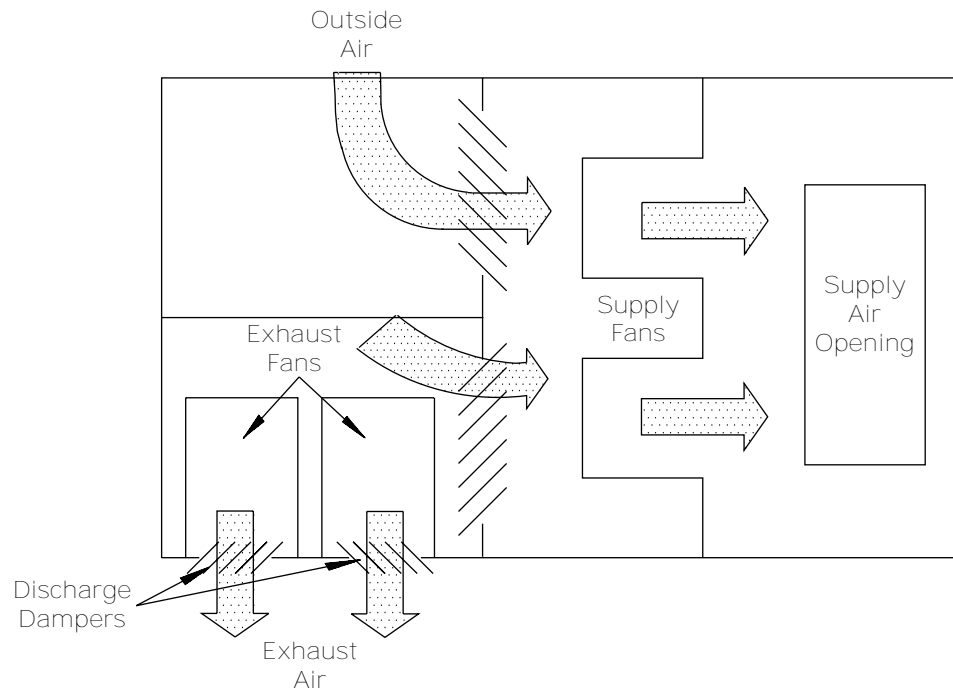 Outside
Air
Exhaust
Fans
Supply
Fans
Supply
Air
Opening
Discharge
Dampers
Exhaust
Air